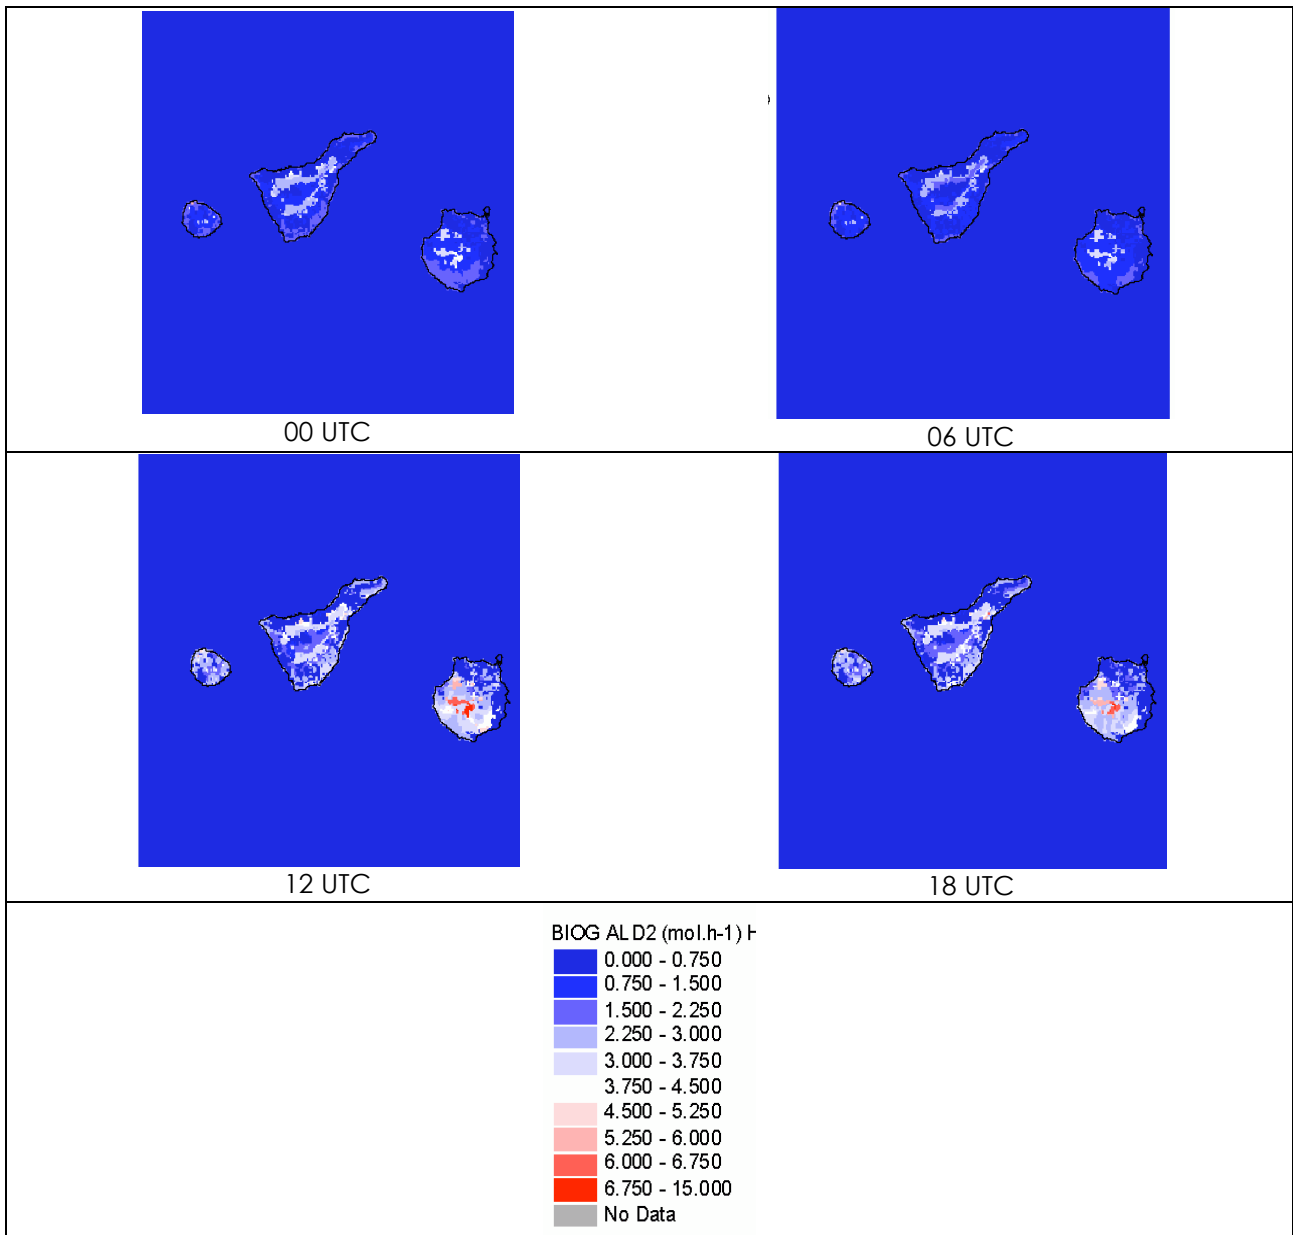 00 UTC
06 UTC
12 UTC
18 UTC
BIOG ALD2 (mol.h-1) H
0.000 - 0.750
0.750 - 1.500
1.500 - 2.250
2.250 - 3.000
3.000 - 3.750
3.750 - 4.500
4.500 - 5.250
5.250 - 6.000
6.000 - 6.750
6.750 - 15.000
No Data